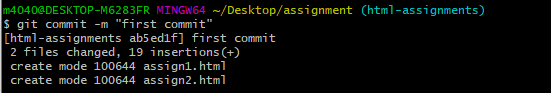 m4040@DESKTOP-M6283FR MINGW64 ~/Desktop/assignment (html-assignments)
$ git commit -m "first commit"
[html-assignments ab5ed1f] first commit
 2 files changed, 19 insertions(+)
 create mode 100644 assign1.html
 create mode 100644 assign2.html